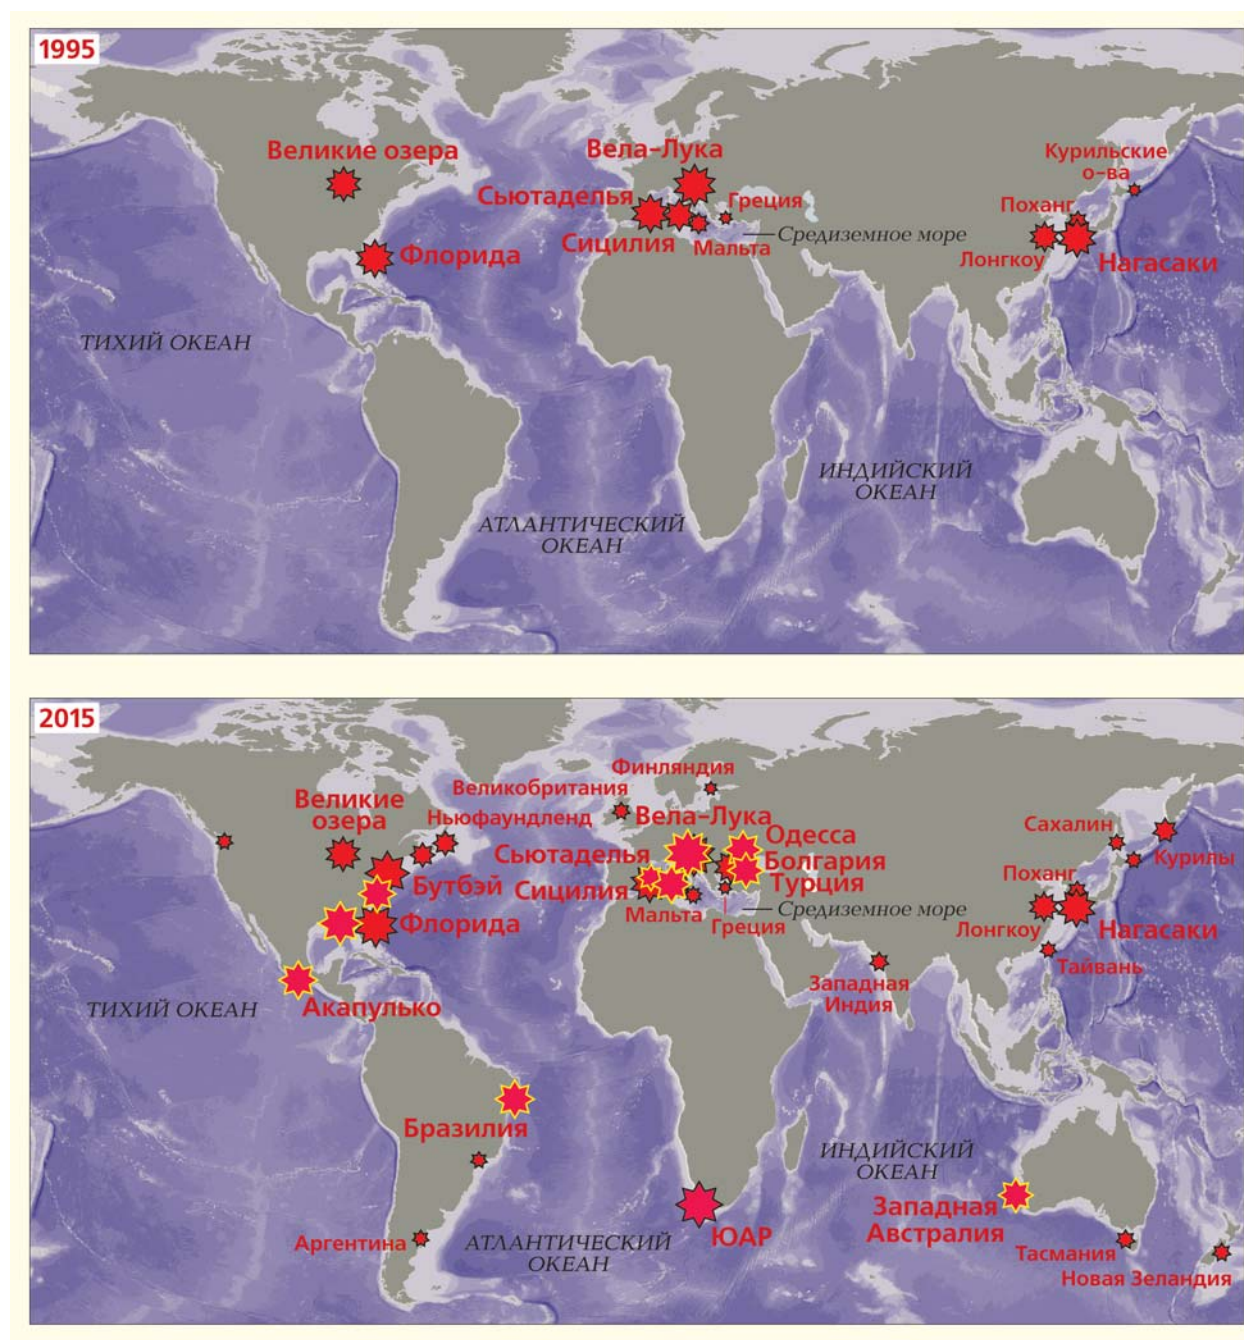 1995
Великие озера
Вела-Лука
Курильские
о-ва
Сьютаделья
Греция
Поханг
Сицилия
Мальта
Средиземное море
Флорида
Лонгкоу
Нагасаки
ТИХИЙ ОКЕАН
ИНДИЙСКИЙ
ОКЕАН
АТЛАНТИЧЕСКИЙ
ОКЕАН
2015
Финляндия
Великобритания
Великие
озера
Ньюфаундленд
Вела-Лука
Одесса
Сахалин
Сьютаделья
Болгария
Курилы
Бутбэй
Сицилия
Турция
Поханг
Мальта
Греция
Средиземное море
Флорида
Лонгкоу
Нагасаки
Тайвань
Западная
Индия
ТИХИЙ ОКЕАН
Акапулько
Бразилия
ИНДИЙСКИЙ
ОКЕАН
Западная
Австралия
ЮАР
Аргентина
АТЛАНТИЧЕСКИЙ
ОКЕАН
Тасмания
Новая Зеландия